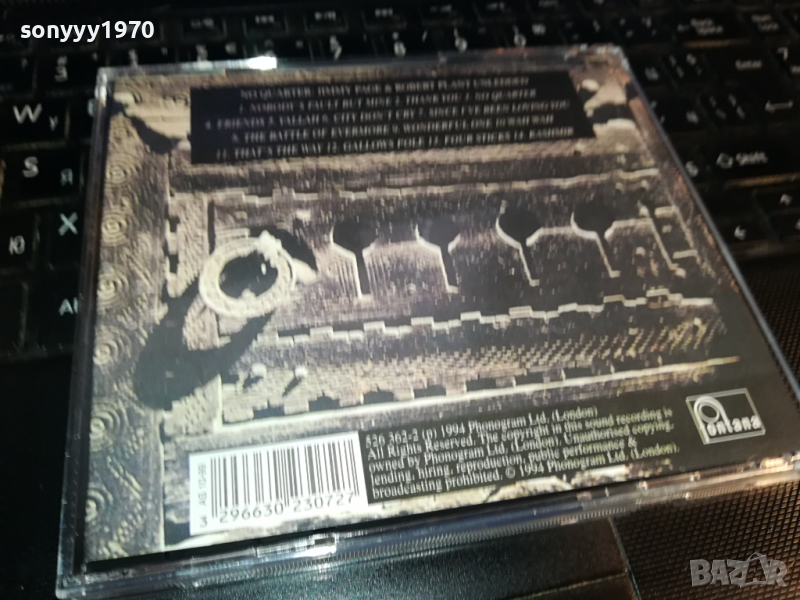 sonyyy1970
NO QUARTER JIMMY PAGE & ROBERT PLANT UNLEDDED
1. NOBODY'S FAULT BUT MINE 2. THANK YOU 3. NO QUARTER
4. FRIENDS 5. YALLAH 6. CITY DON'T CRY 7. SINCE I'VE BEEN LOVING YOU
8. THE BATTLE OF EVERMORE 9. WONDERFUL ONE 10. WAH WAH
11. THAT'S THE WAY 12. GALLOWS POLE 13. FOUR STICKS 14. KASHMIR
526 362-2 (p) 1994 Phonogram Ltd. (London)
All Rights Reserved. The copyright in this sound recording is
owned by Phonogram Ltd. (London). Unauthorised copying,
lending, hiring, reproduction, public performance &
broadcasting prohibited. © 1994 Phonogram Ltd. (London).
fontana
3 296630 230727
Shift
Ctrl
Alt
S
Я
X
Ю
BAZAR.bg